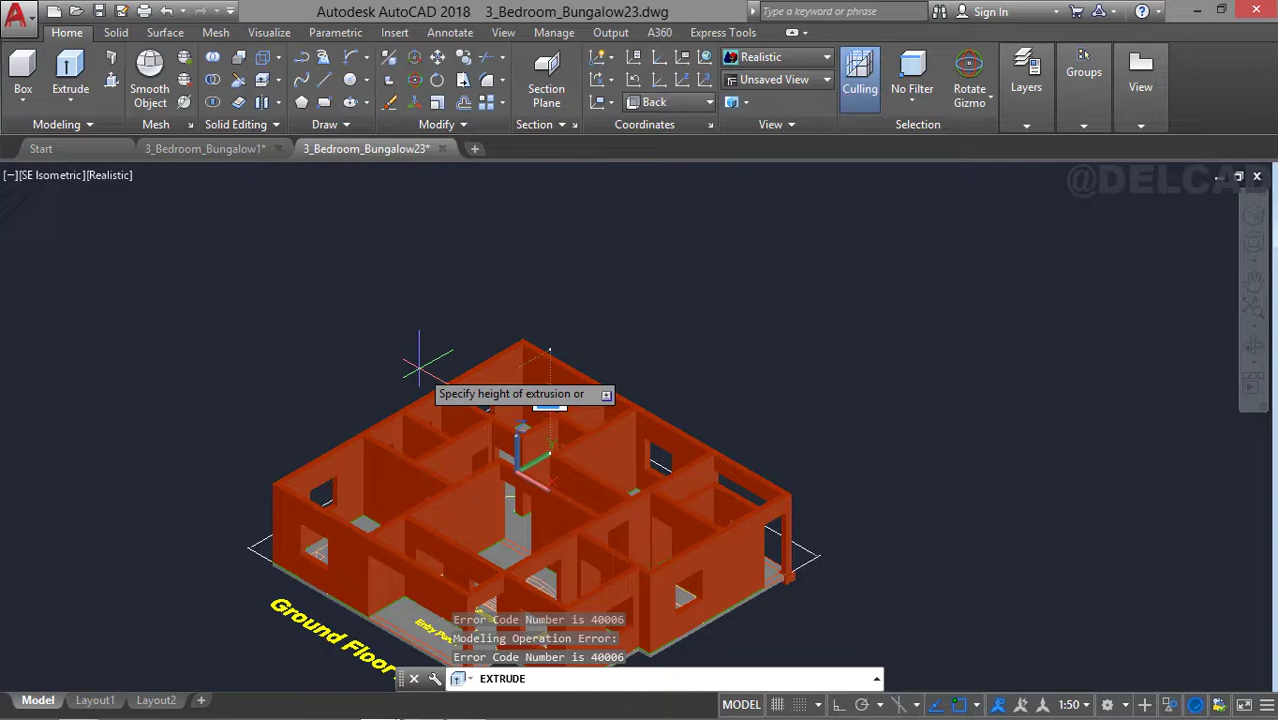 Autodesk AutoCAD 2018 3_Bedroom_Bungalow23.dwg
Type a keyword or phrase
Sign In
Home Solid Surface Mesh Visualize Parametric Insert Annotate View Manage Output A360 Express Tools
Box
Extrude
Smooth Object
Section Plane
Realistic
Unsaved View
Back
Culling
No Filter
Rotate Gizmo
Layers
Groups
View
Modeling Mesh Solid Editing Draw Modify Section Coordinates View Selection
Start 3_Bedroom_Bungalow1* 3_Bedroom_Bungalow23*
[−][SE Isometric][Realistic]
@DELCAD
Specify height of extrusion or
Ground Floor
Error Code Number is 40006
Modeling Operation Error:
Error Code Number is 40006
EXTRUDE
Model Layout1 Layout2
MODEL
1:50